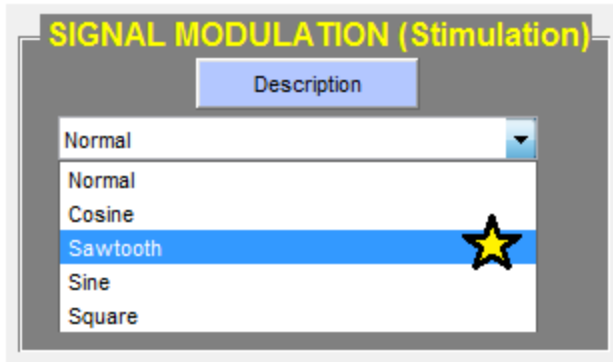 SIGNAL MODULATION (Stimulation)
Description
Normal
Normal
Cosine
Sawtooth
Sine
Square